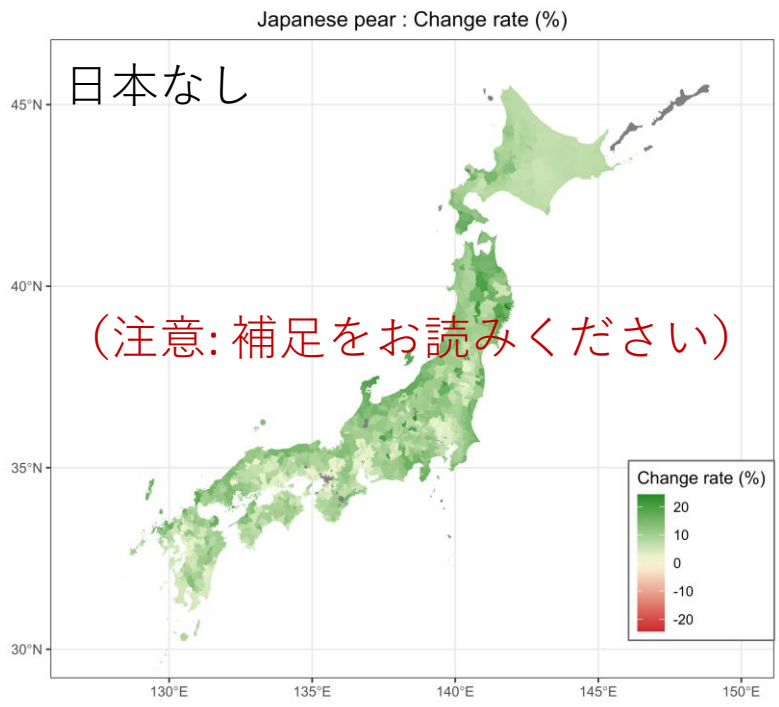 Japanese pear : Change rate (%)
日本なし
45°N
40°N
（注意: 補足をお読みください）
35°N
30°N
Change rate (%)
20
10
0
-10
-20
130°E
135°E
140°E
145°E
150°E